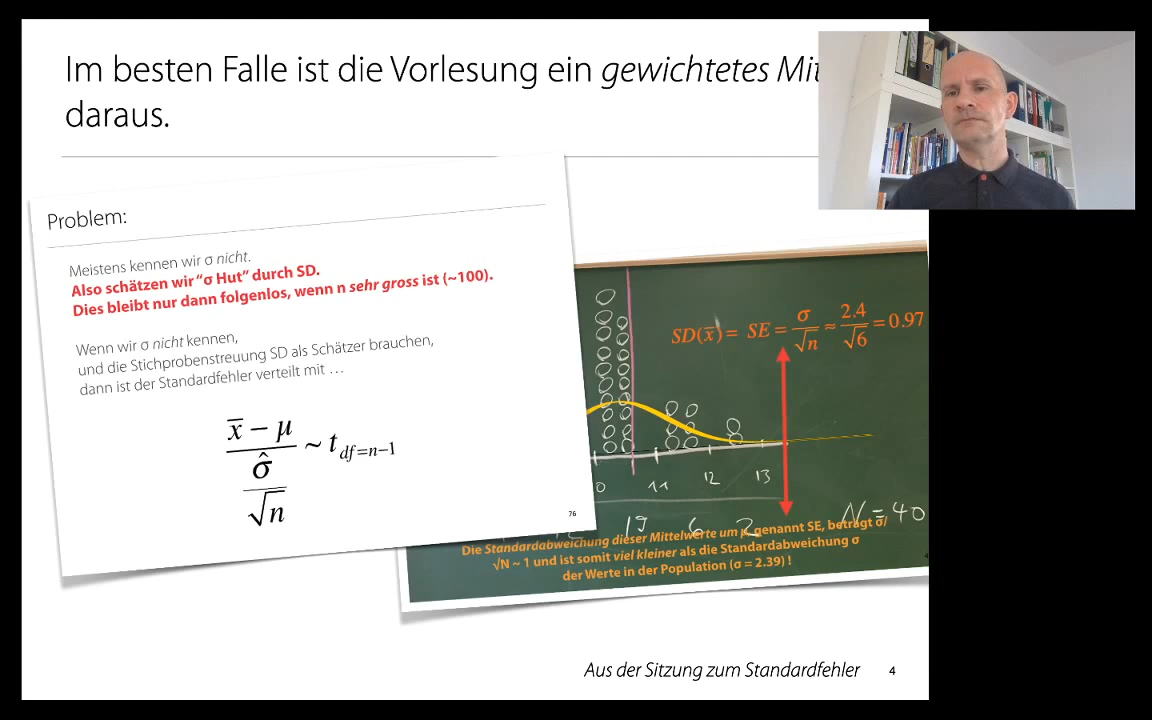 Im besten Falle ist die Vorlesung ein gewichtetes Mit
daraus.
Problem:
Meistens kennen wir σ nicht.
Also schätzen wir “σ Hut” durch SD.
Dies bleibt nur dann folgenlos, wenn n sehr gross ist (~100).
Wenn wir σ nicht kennen,
und die Stichprobenstreuung SD als Schätzer brauchen,
dann ist der Standardfehler verteilt mit …
x̄ − μ
σ̂
√n
~ t df=n−1
76
SD(x̄) = SE = σ/√n ≈ 2.4/√6 = 0.97
0 11 12 13
19 6 2 N = 40
Die Standardabweichung dieser Mittelwerte um μ, genannt SE, beträgt σ/
√N ~ 1 und ist somit viel kleiner als die Standardabweichung σ
der Werte in der Population (σ = 2.39) !
Aus der Sitzung zum Standardfehler 4